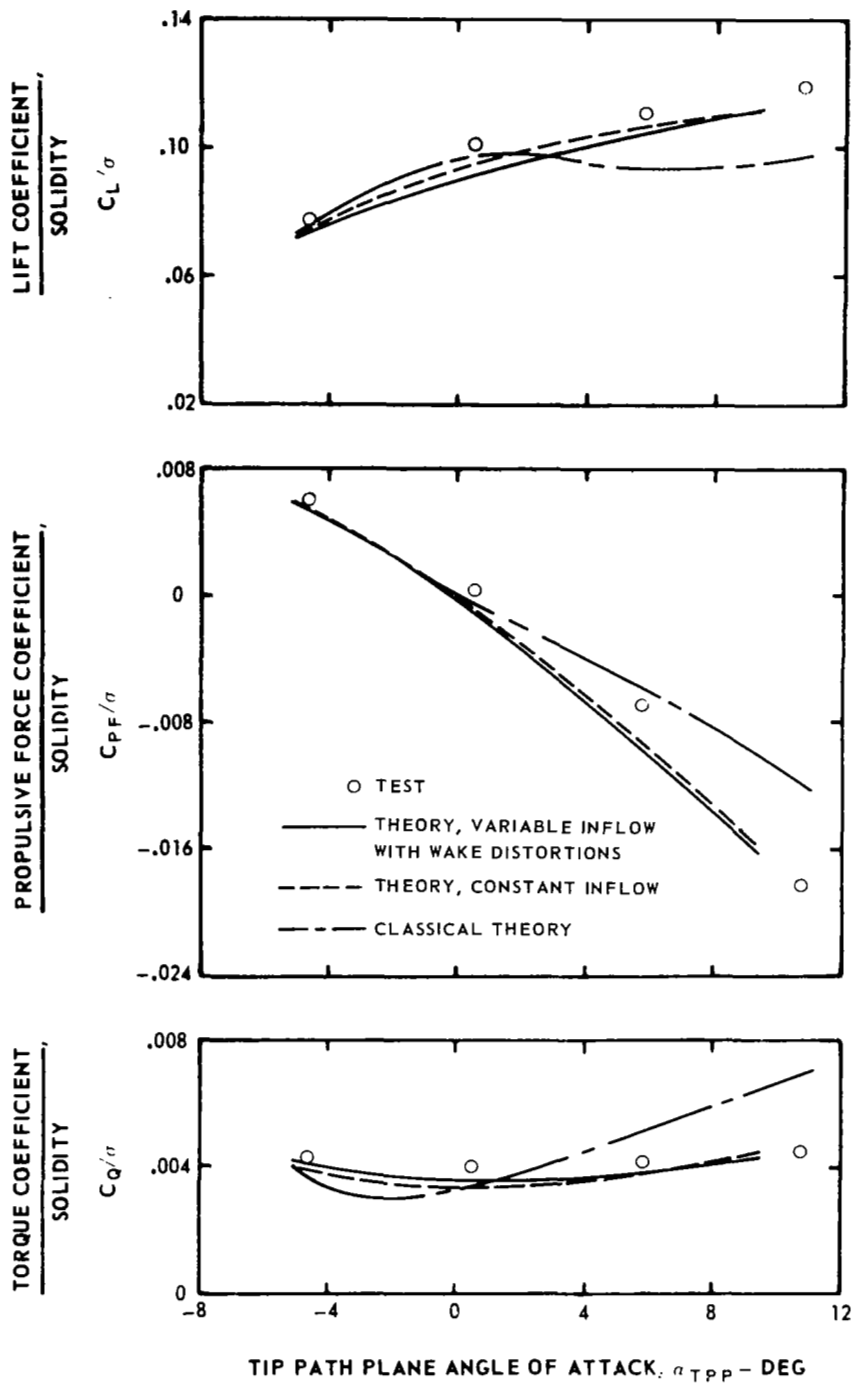 .14
.10
.06
.02
LIFT COEFFICIENT,
SOLIDITY
C_L/σ
.008
0
-.008
-.016
-.024
PROPULSIVE FORCE COEFFICIENT,
SOLIDITY
C_PF/σ
○ TEST
THEORY, VARIABLE INFLOW
WITH WAKE DISTORTIONS
THEORY, CONSTANT INFLOW
CLASSICAL THEORY
.008
.004
0
TORQUE COEFFICIENT,
SOLIDITY
C_Q/σ
-8 -4 0 4 8 12
TIP PATH PLANE ANGLE OF ATTACK, α_TPP – DEG